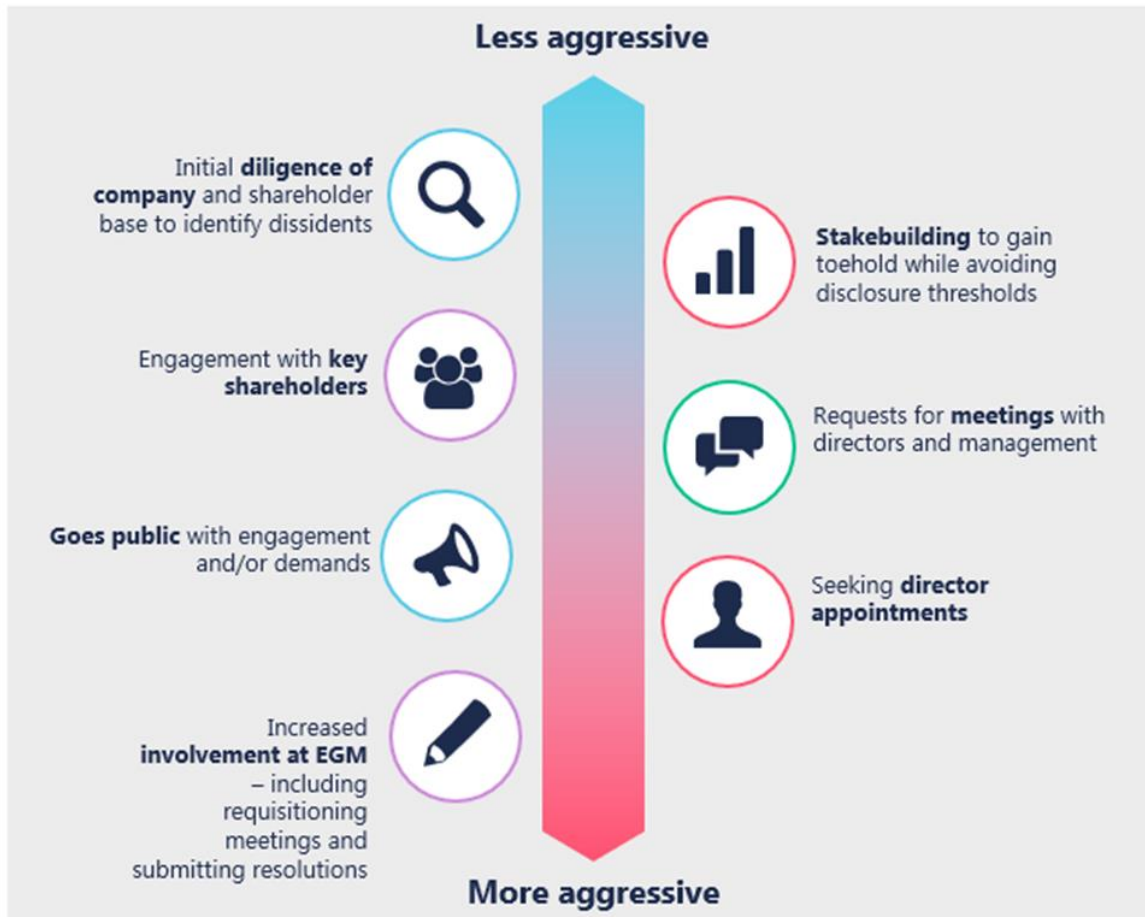 Less aggressive
Initial diligence of
company and shareholder
base to identify dissidents
Stakebuilding to gain
toehold while avoiding
disclosure thresholds
Engagement with key
shareholders
Requests for meetings with
directors and management
Goes public with engagement
and/or demands
Seeking director
appointments
Increased
involvement at EGM
– including
requisitioning
meetings and
submitting resolutions
More aggressive